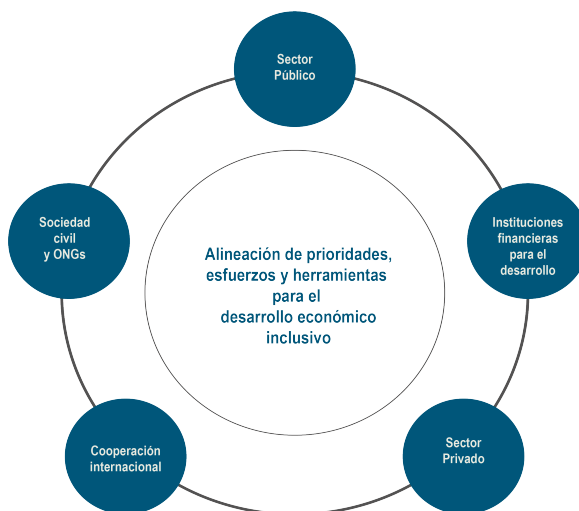 Sector
Público
Sociedad
civil
y ONGs
Instituciones
financieras
para el
desarrollo
Alineación de prioridades,
esfuerzos y herramientas
para el
desarrollo económico
inclusivo
Cooperación
internacional
Sector
Privado